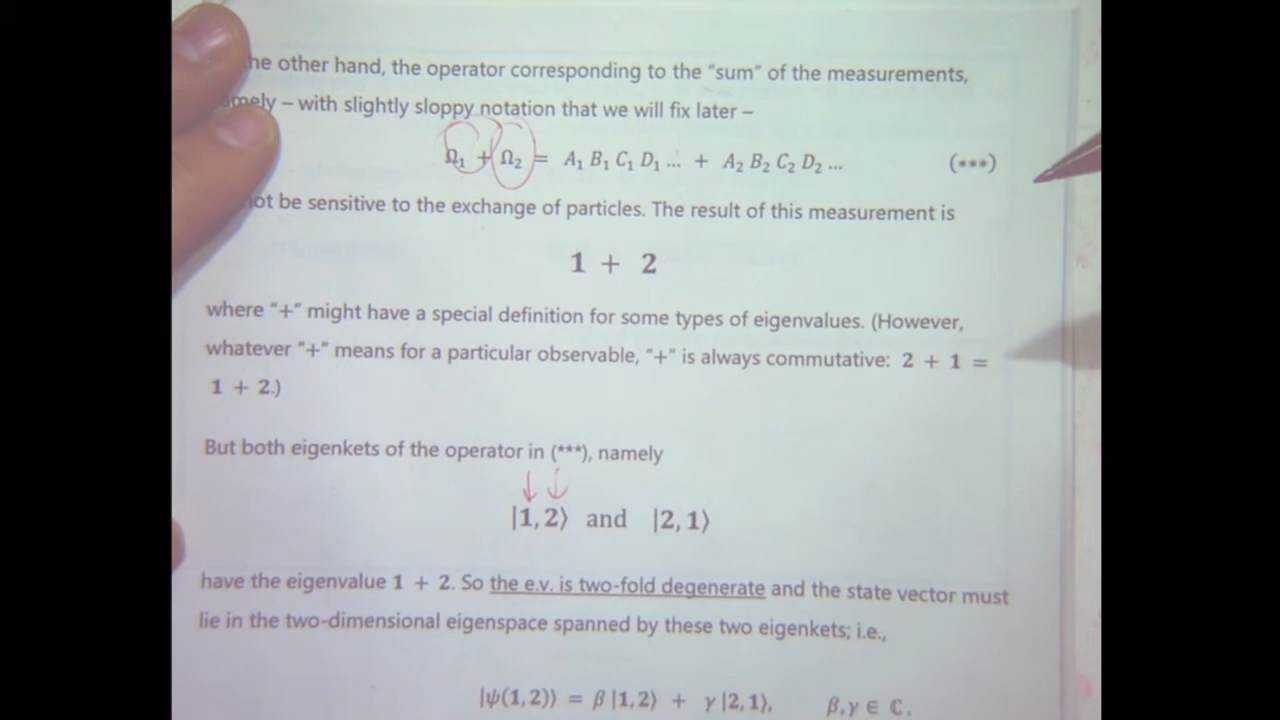 he other hand, the operator corresponding to the "sum" of the measurements,
mely – with slightly sloppy notation that we will fix later –
Ω₁ + Ω₂ = A₁ B₁ C₁ D₁ ... + A₂ B₂ C₂ D₂ ... (***)
ot be sensitive to the exchange of particles. The result of this measurement is
1 + 2
where "+" might have a special definition for some types of eigenvalues. (However,
whatever "+" means for a particular observable, "+" is always commutative: 2 + 1 =
1 + 2.)
But both eigenkets of the operator in (***), namely
|1, 2⟩ and |2, 1⟩
have the eigenvalue 1 + 2. So the e.v. is two-fold degenerate and the state vector must
lie in the two-dimensional eigenspace spanned by these two eigenkets; i.e.,
|ψ(1, 2)⟩ = β |1, 2⟩ + γ |2, 1⟩, β, γ ∈ ℂ.